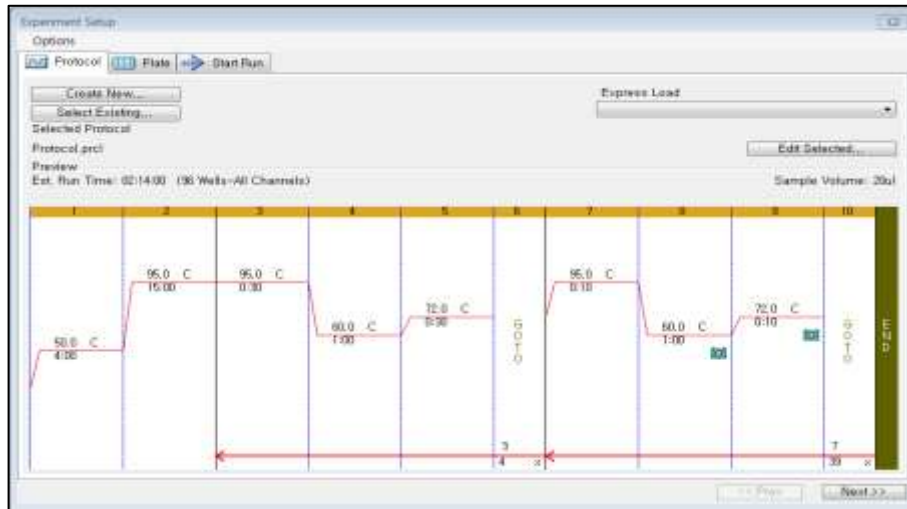 Experiment Setup
Options
Protocol Plate Start Run
Create New... Express Load
Select Existing...
Selected Protocol
Protocol.prcl Edit Selected...
Preview
Est. Run Time: 02:14:00 (96 Wells-All Channels) Sample Volume: 20ul
1 2 3 4 5 6 7 8 9 10
95.0 C 95.0 C 95.0 C
15:00 0:30 0:10
72.0 C 72.0 C
0:30 0:10
60.0 C 60.0 C
1:00 1:00
50.0 C
4:00
GOTO GOTO END
3 7
4 x 39 x
<< Prev Next >>